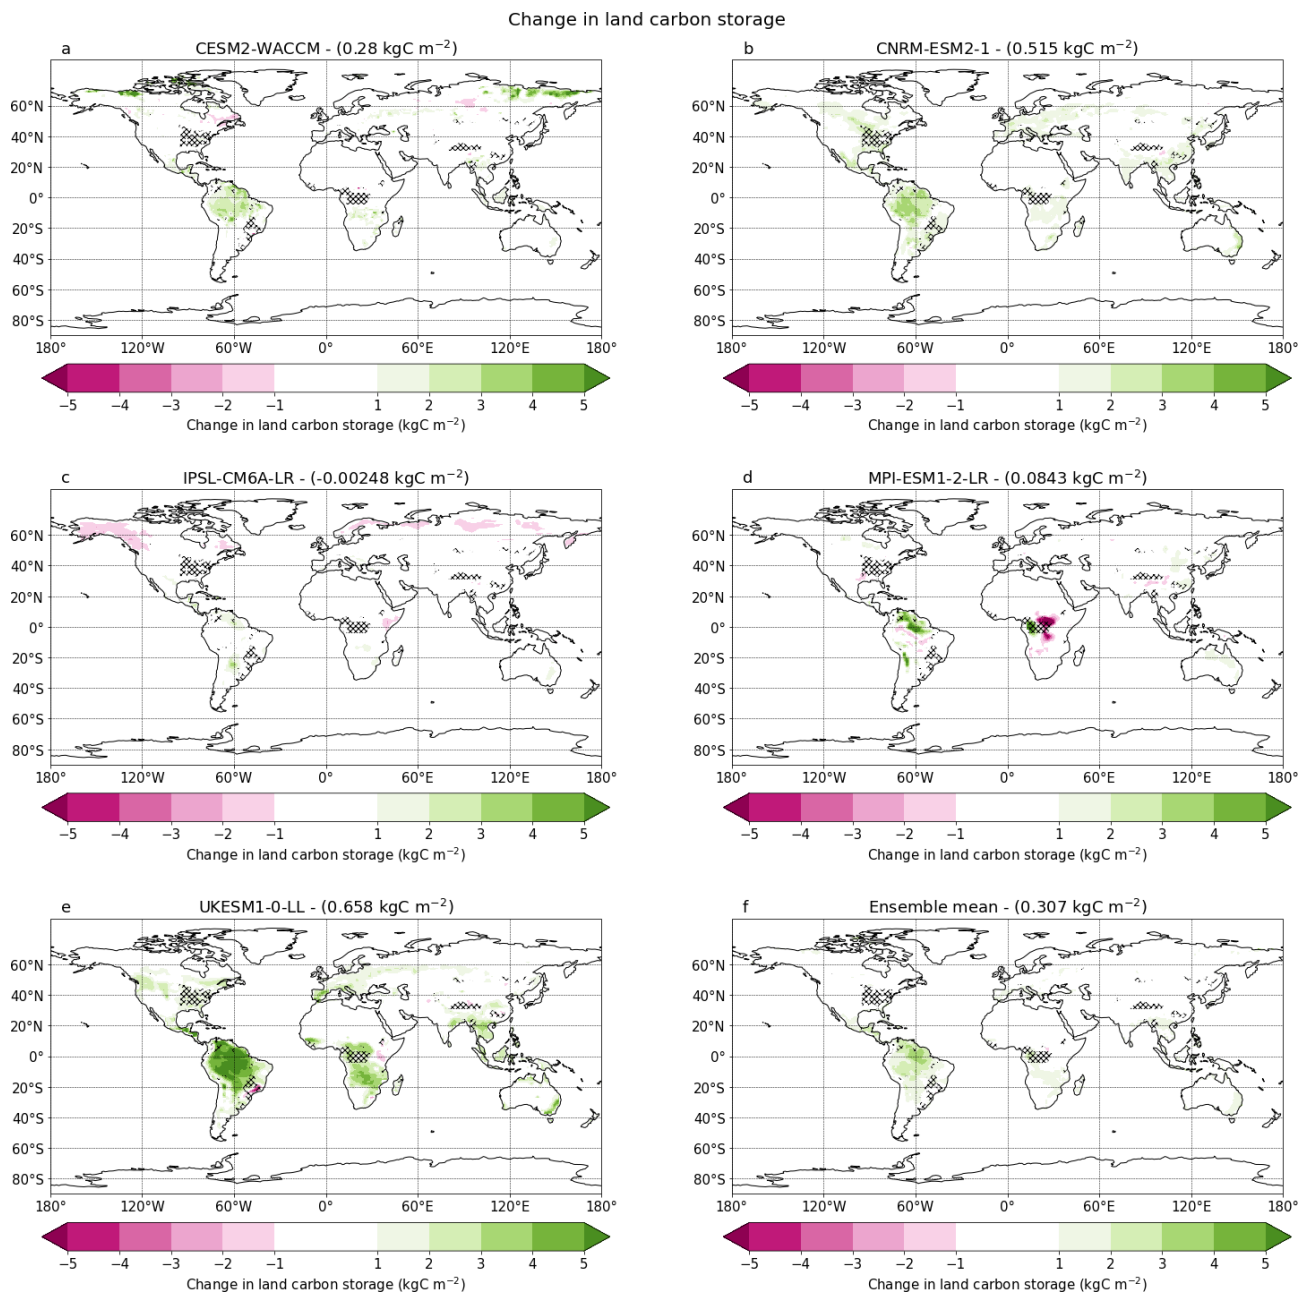 Change in land carbon storage
a CESM2-WACCM - (0.28 kgC m⁻²)
60°N
40°N
20°N
0°
20°S
40°S
60°S
80°S
180° 120°W 60°W 0° 60°E 120°E 180°
−5 −4 −3 −2 −1 1 2 3 4 5
Change in land carbon storage (kgC m⁻²)
b CNRM-ESM2-1 - (0.515 kgC m⁻²)
60°N
40°N
20°N
0°
20°S
40°S
60°S
80°S
180° 120°W 60°W 0° 60°E 120°E 180°
−5 −4 −3 −2 −1 1 2 3 4 5
Change in land carbon storage (kgC m⁻²)
c IPSL-CM6A-LR - (-0.00248 kgC m⁻²)
60°N
40°N
20°N
0°
20°S
40°S
60°S
80°S
180° 120°W 60°W 0° 60°E 120°E 180°
−5 −4 −3 −2 −1 1 2 3 4 5
Change in land carbon storage (kgC m⁻²)
d MPI-ESM1-2-LR - (0.0843 kgC m⁻²)
60°N
40°N
20°N
0°
20°S
40°S
60°S
80°S
180° 120°W 60°W 0° 60°E 120°E 180°
−5 −4 −3 −2 −1 1 2 3 4 5
Change in land carbon storage (kgC m⁻²)
e UKESM1-0-LL - (0.658 kgC m⁻²)
60°N
40°N
20°N
0°
20°S
40°S
60°S
80°S
180° 120°W 60°W 0° 60°E 120°E 180°
−5 −4 −3 −2 −1 1 2 3 4 5
Change in land carbon storage (kgC m⁻²)
f Ensemble mean - (0.307 kgC m⁻²)
60°N
40°N
20°N
0°
20°S
40°S
60°S
80°S
180° 120°W 60°W 0° 60°E 120°E 180°
−5 −4 −3 −2 −1 1 2 3 4 5
Change in land carbon storage (kgC m⁻²)